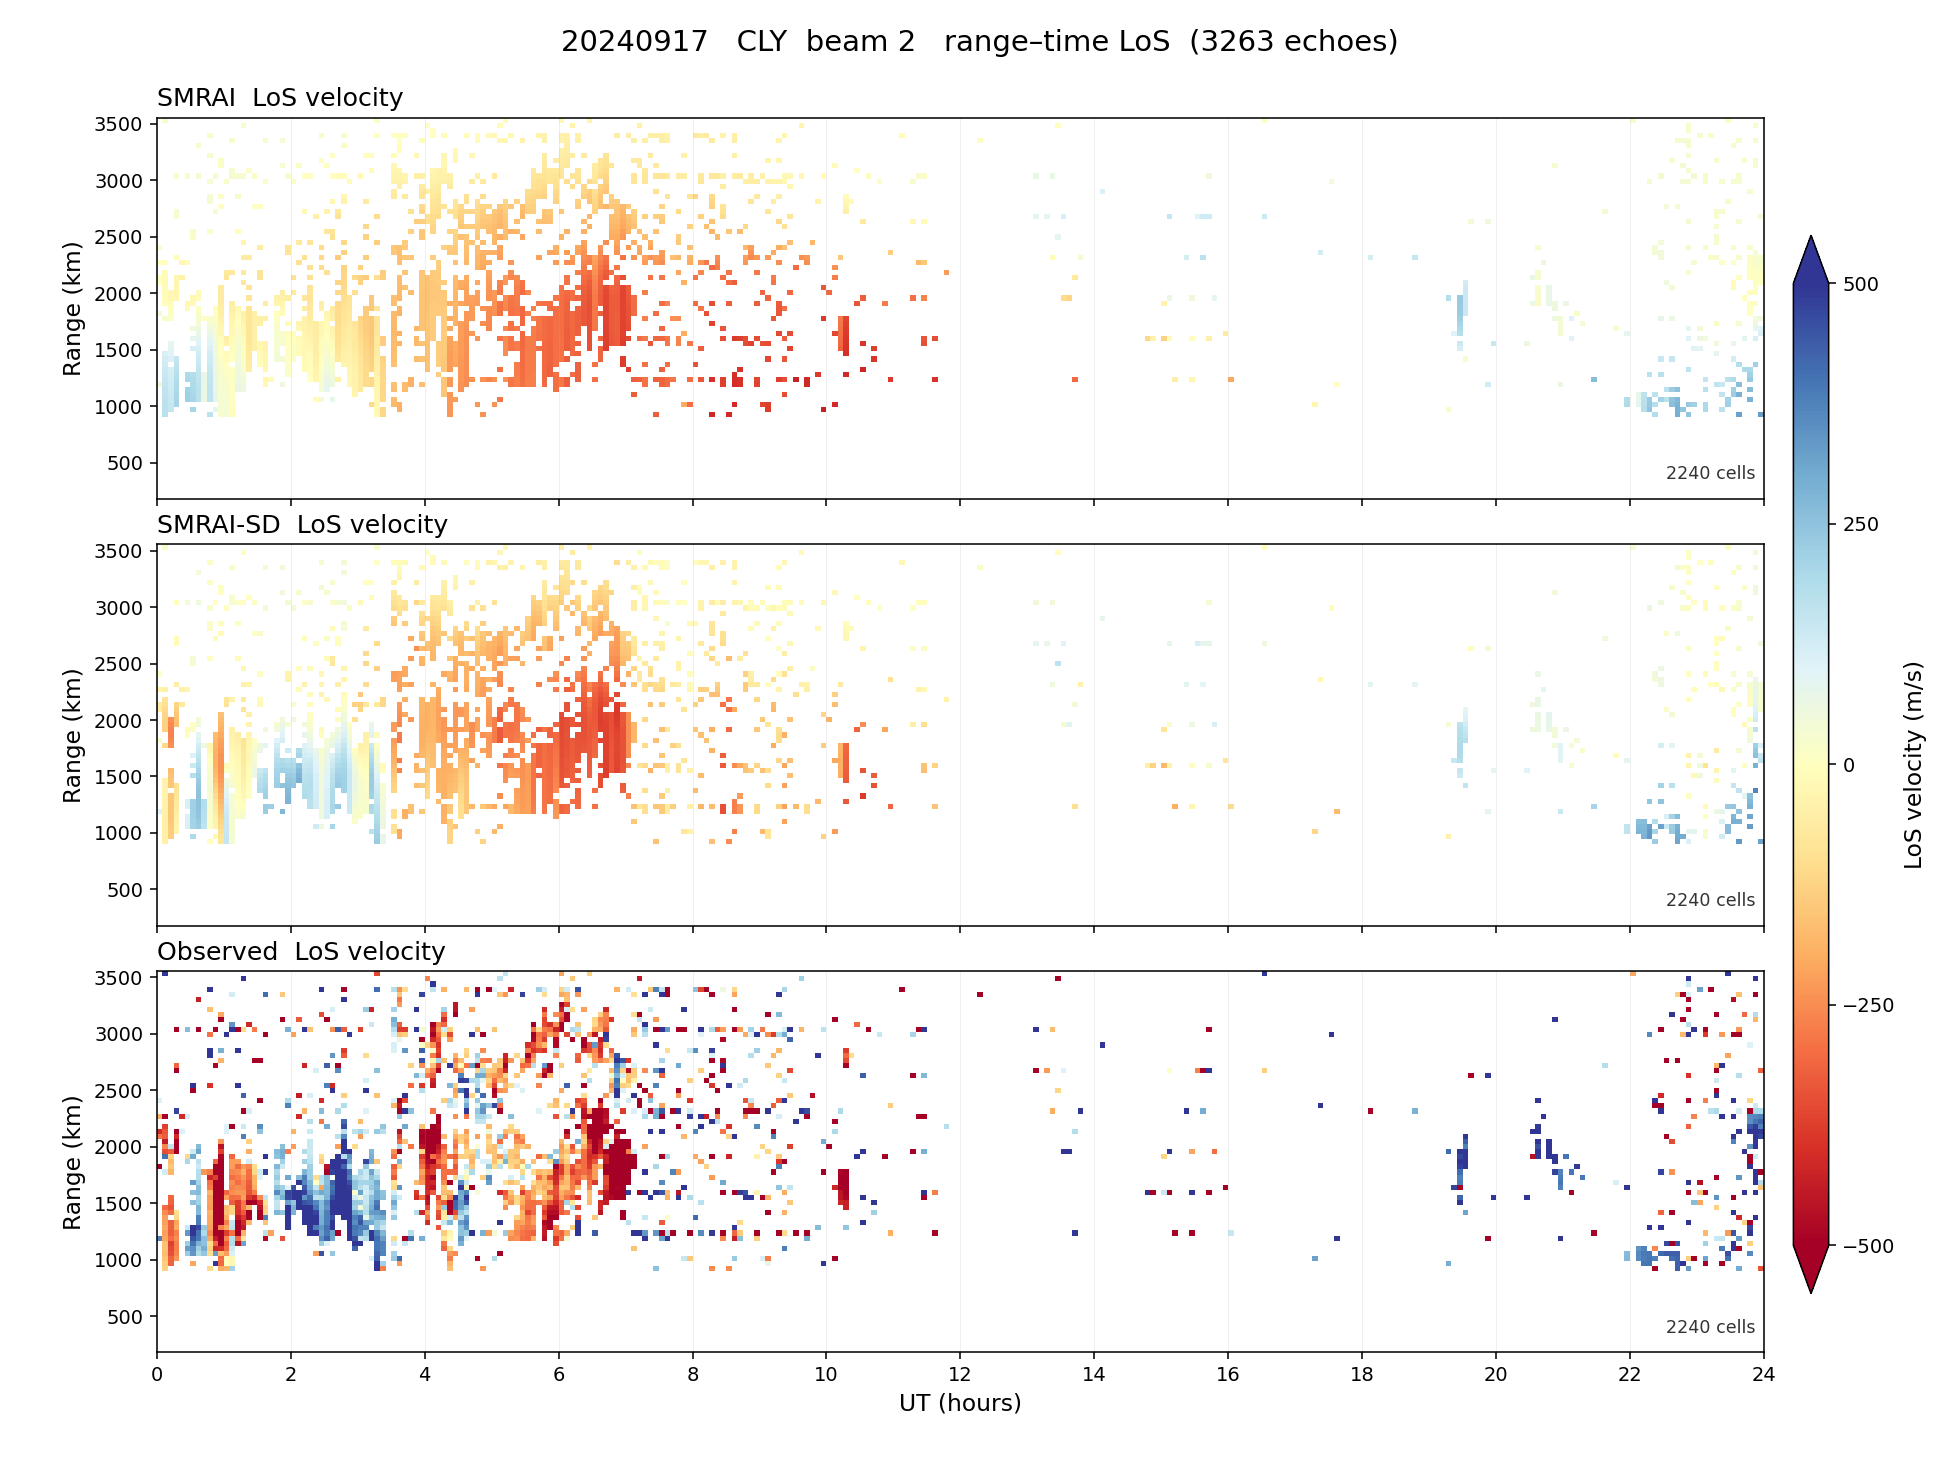 20240917   CLY  beam 2   range–time LoS  (3263 echoes)
SMRAI  LoS velocity
3500
3000
2500
2000
1500
1000
500
Range (km)
2240 cells
SMRAI-SD  LoS velocity
3500
3000
2500
2000
1500
1000
500
Range (km)
2240 cells
Observed  LoS velocity
3500
3000
2500
2000
1500
1000
500
Range (km)
2240 cells
0 2 4 6 8 10 12 14 16 18 20 22 24
UT (hours)
500
250
0
−250
−500
LoS velocity (m/s)